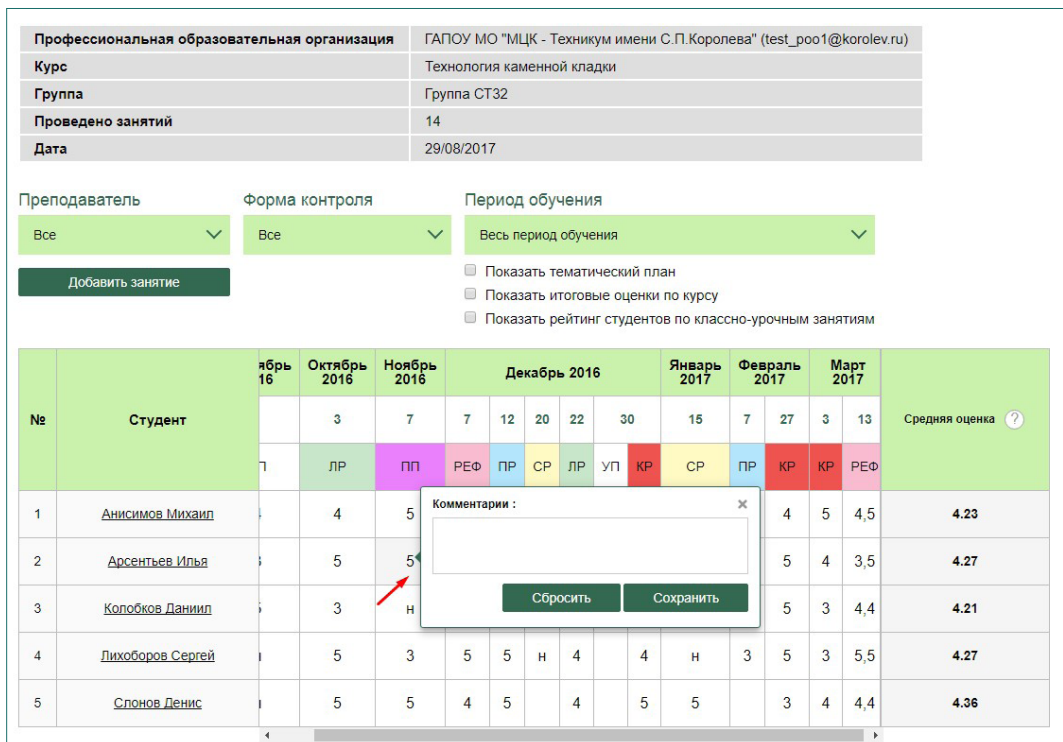 Профессиональная образовательная организация ГАПОУ МО "МЦК - Техникум имени С.П.Королева" (test_poo1@korolev.ru)
Курс Технология каменной кладки
Группа Группа СТ32
Проведено занятий 14
Дата 29/08/2017
Преподаватель Форма контроля Период обучения
Все Все Весь период обучения
Добавить занятие
Показать тематический план
Показать итоговые оценки по курсу
Показать рейтинг студентов по классно-урочным занятиям
№ Студент Октябрь 2016 Ноябрь 2016 Декабрь 2016 Январь 2017 Февраль 2017 Март 2017 Средняя оценка ?
3 7 7 12 20 22 30 15 7 27 3 13
ЛР ПП РЕФ ПР СР ЛР УП КР СР ПР КР КР РЕФ
Комментарии : ×
1 Анисимов Михаил 4 5 4 5 4,5 4.23
2 Арсентьев Илья 5 5 5 4 3,5 4.27
Сбросить Сохранить
3 Колобков Даниил 3 н 5 3 4,4 4.21
4 Лихоборов Сергей 5 3 5 5 н 4 4 н 3 5 3 5,5 4.27
5 Слонов Денис 5 5 4 5 4 5 5 3 4 4,4 4.36